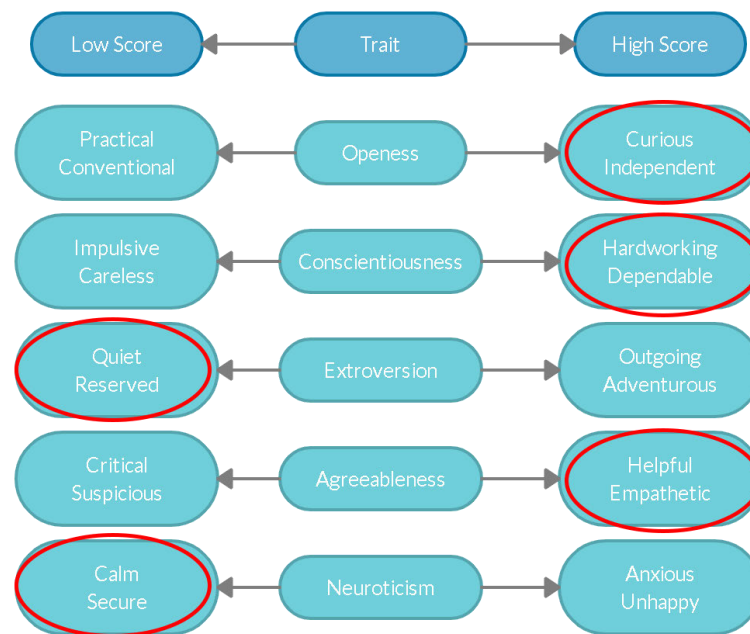 Low Score
Trait
High Score
Practical
Conventional
Openess
Curious
Independent
Impulsive
Careless
Conscientiousness
Hardworking
Dependable
Quiet
Reserved
Extroversion
Outgoing
Adventurous
Critical
Suspicious
Agreeableness
Helpful
Empathetic
Calm
Secure
Neuroticism
Anxious
Unhappy